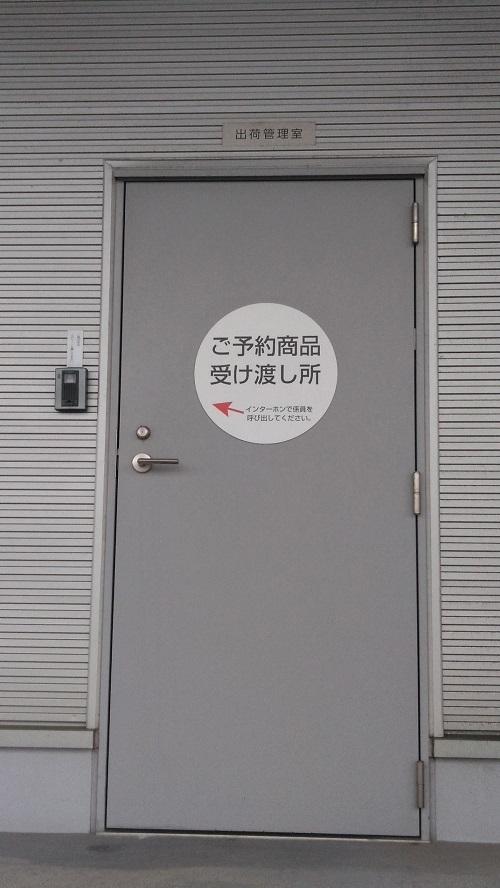 出荷管理室
ご予約商品
受け渡し所
インターホンで係員を
呼び出してください。